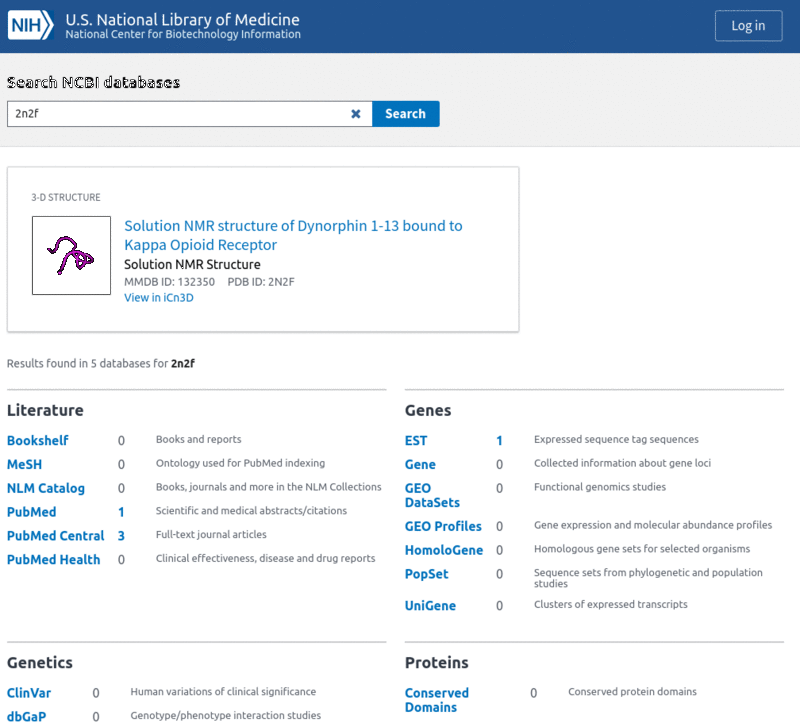 NIH
U.S. National Library of Medicine
National Center for Biotechnology Information
Log in
Search NCBI databases
2n2f
Search
3-D STRUCTURE
Solution NMR structure of Dynorphin 1-13 bound to
Kappa Opioid Receptor
Solution NMR Structure
MMDB ID: 132350 PDB ID: 2N2F
View in iCn3D
Results found in 5 databases for 2n2f
Literature
Bookshelf 0 Books and reports
MeSH 0 Ontology used for PubMed indexing
NLM Catalog 0 Books, journals and more in the NLM Collections
PubMed 1 Scientific and medical abstracts/citations
PubMed Central 3 Full-text journal articles
PubMed Health 0 Clinical effectiveness, disease and drug reports
Genes
EST 1 Expressed sequence tag sequences
Gene 0 Collected information about gene loci
GEO 0 Functional genomics studies
DataSets
GEO Profiles 0 Gene expression and molecular abundance profiles
HomoloGene 0 Homologous gene sets for selected organisms
PopSet 0 Sequence sets from phylogenetic and population
studies
UniGene 0 Clusters of expressed transcripts
Genetics
ClinVar 0 Human variations of clinical significance
dbGaP 0 Genotype/phenotype interaction studies
Proteins
Conserved 0 Conserved protein domains
Domains